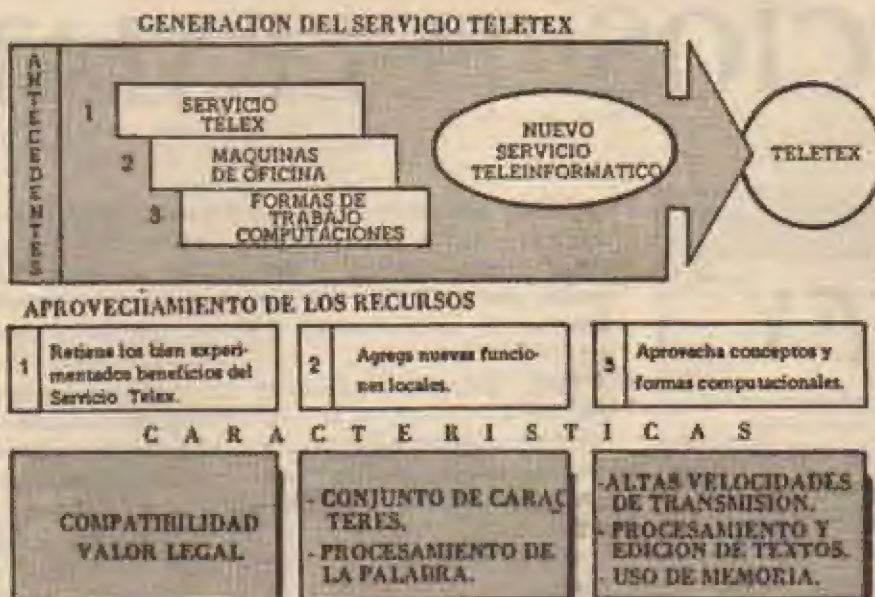 GENERACION DEL SERVICIO TELETEX
ANTECEDENTES
1
SERVICIO
TELEX
2
MAQUINAS
DE OFICINA
3
FORMAS DE
TRABAJO
COMPUTACIONES
NUEVO
SERVICIO
TELEINFORMATICO
TELETEX
APROVECHAMIENTO DE LOS RECURSOS
1
Retiene los bien experi-
mentados beneficios del
Servicio Telex.
2
Agrega nuevas funcio-
nes locales.
3
Aprovecha conceptos y
formas computacionales.
CARACTERISTICAS
COMPATIBILIDAD
VALOR LEGAL
- CONJUNTO DE CARAC
TERES.
- PROCESAMIENTO DE
LA PALABRA.
-ALTAS VELOCIDADES
DE TRANSMISION.
- PROCESAMIENTO Y
EDICION DE TEXTOS.
- USO DE MEMORIA.